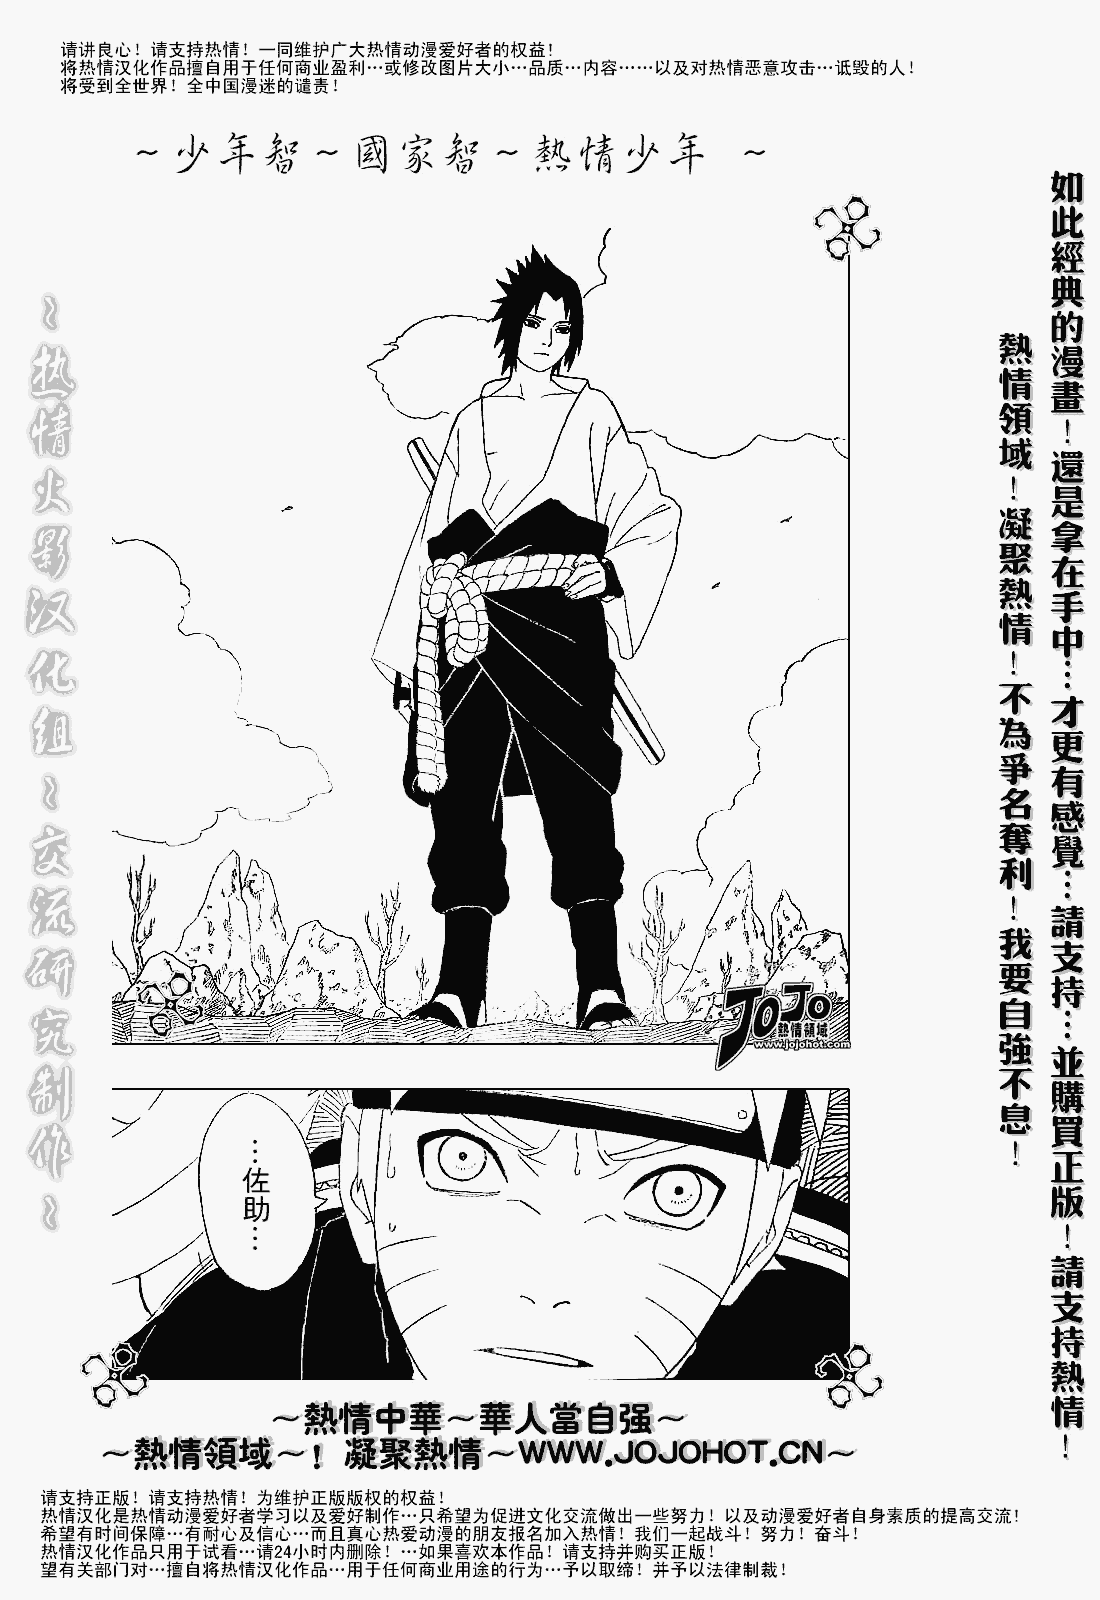 请讲良心！请支持热情！一同维护广大热情动漫爱好者的权益！
将热情汉化作品擅自用于任何商业盈利…或修改图片大小…品质…内容……以及对热情恶意攻击…诋毁的人！
将受到全世界！全中国漫迷的谴责！
～少年智～國家智～熱情少年 ～
如此經典的漫畫！還是拿在手中…才更有感覺…請支持…並購買正版！請支持熱情！
熱情領域！凝聚熱情！不為爭名奪利！我要自強不息！
～热情火影汉化组～交流研究制作～
JOJO
熱情領域
www.jojohot.com
…佐助…
～熱情中華～華人當自强～
～熱情領域～！凝聚熱情～WWW.JOJOHOT.CN～
请支持正版！请支持热情！为维护正版版权的权益！
热情汉化是热情动漫爱好者学习以及爱好制作…只希望为促进文化交流做出一些努力！以及动漫爱好者自身素质的提高交流！
希望有时间保障…有耐心及信心…而且真心热爱动漫的朋友报名加入热情！我们一起战斗！努力！奋斗！
热情汉化作品只用于试看…请24小时内删除！…如果喜欢本作品！请支持并购买正版！
望有关部门对…擅自将热情汉化作品…用于任何商业用途的行为…予以取缔！并予以法律制裁！